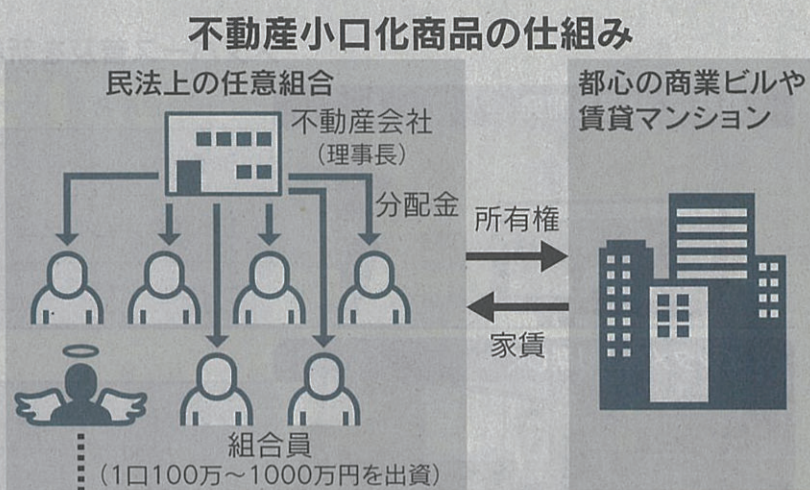 不動産小口化商品の仕組み
民法上の任意組合
不動産会社
（理事長）
分配金
組合員
（1口100万～1000万円を出資）
所有権
家賃
都心の商業ビルや
賃貸マンション